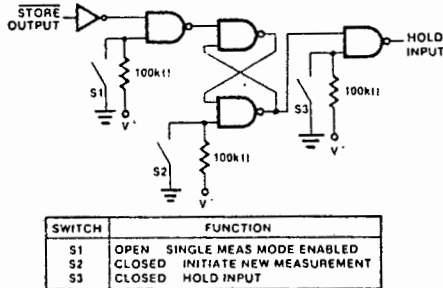 STORE
OUTPUT
HOLD
INPUT
100kΩ
S1
V+
100kΩ
S2
V+
100kΩ
S3
V+
SWITCH FUNCTION
S1 OPEN SINGLE MEAS MODE ENABLED
S2 CLOSED INITIATE NEW MEASUREMENT
S3 CLOSED HOLD INPUT